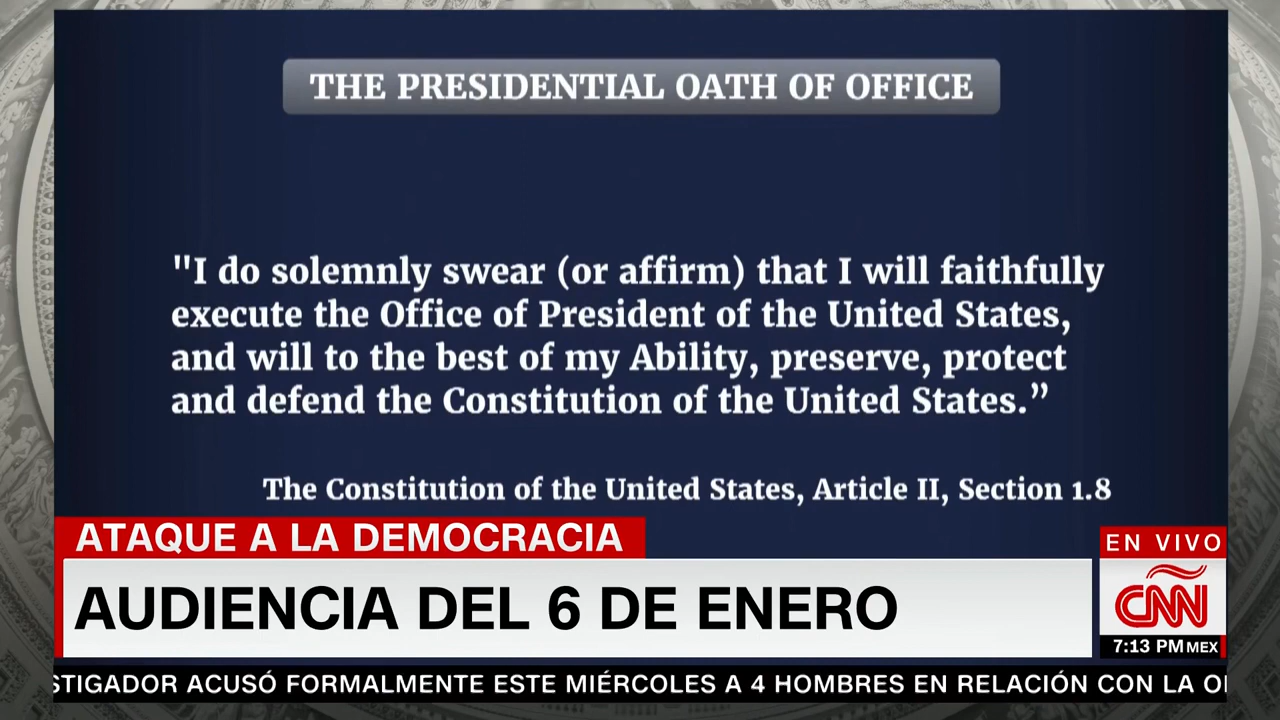 THE PRESIDENTIAL OATH OF OFFICE
"I do solemnly swear (or affirm) that I will faithfully
execute the Office of President of the United States,
and will to the best of my Ability, preserve, protect
and defend the Constitution of the United States.”
The Constitution of the United States, Article II, Section 1.8
ATAQUE A LA DEMOCRACIA
AUDIENCIA DEL 6 DE ENERO
EN VIVO
CNN
7:13 PM MEX
STIGADOR ACUSÓ FORMALMENTE ESTE MIÉRCOLES A 4 HOMBRES EN RELACIÓN CON LA